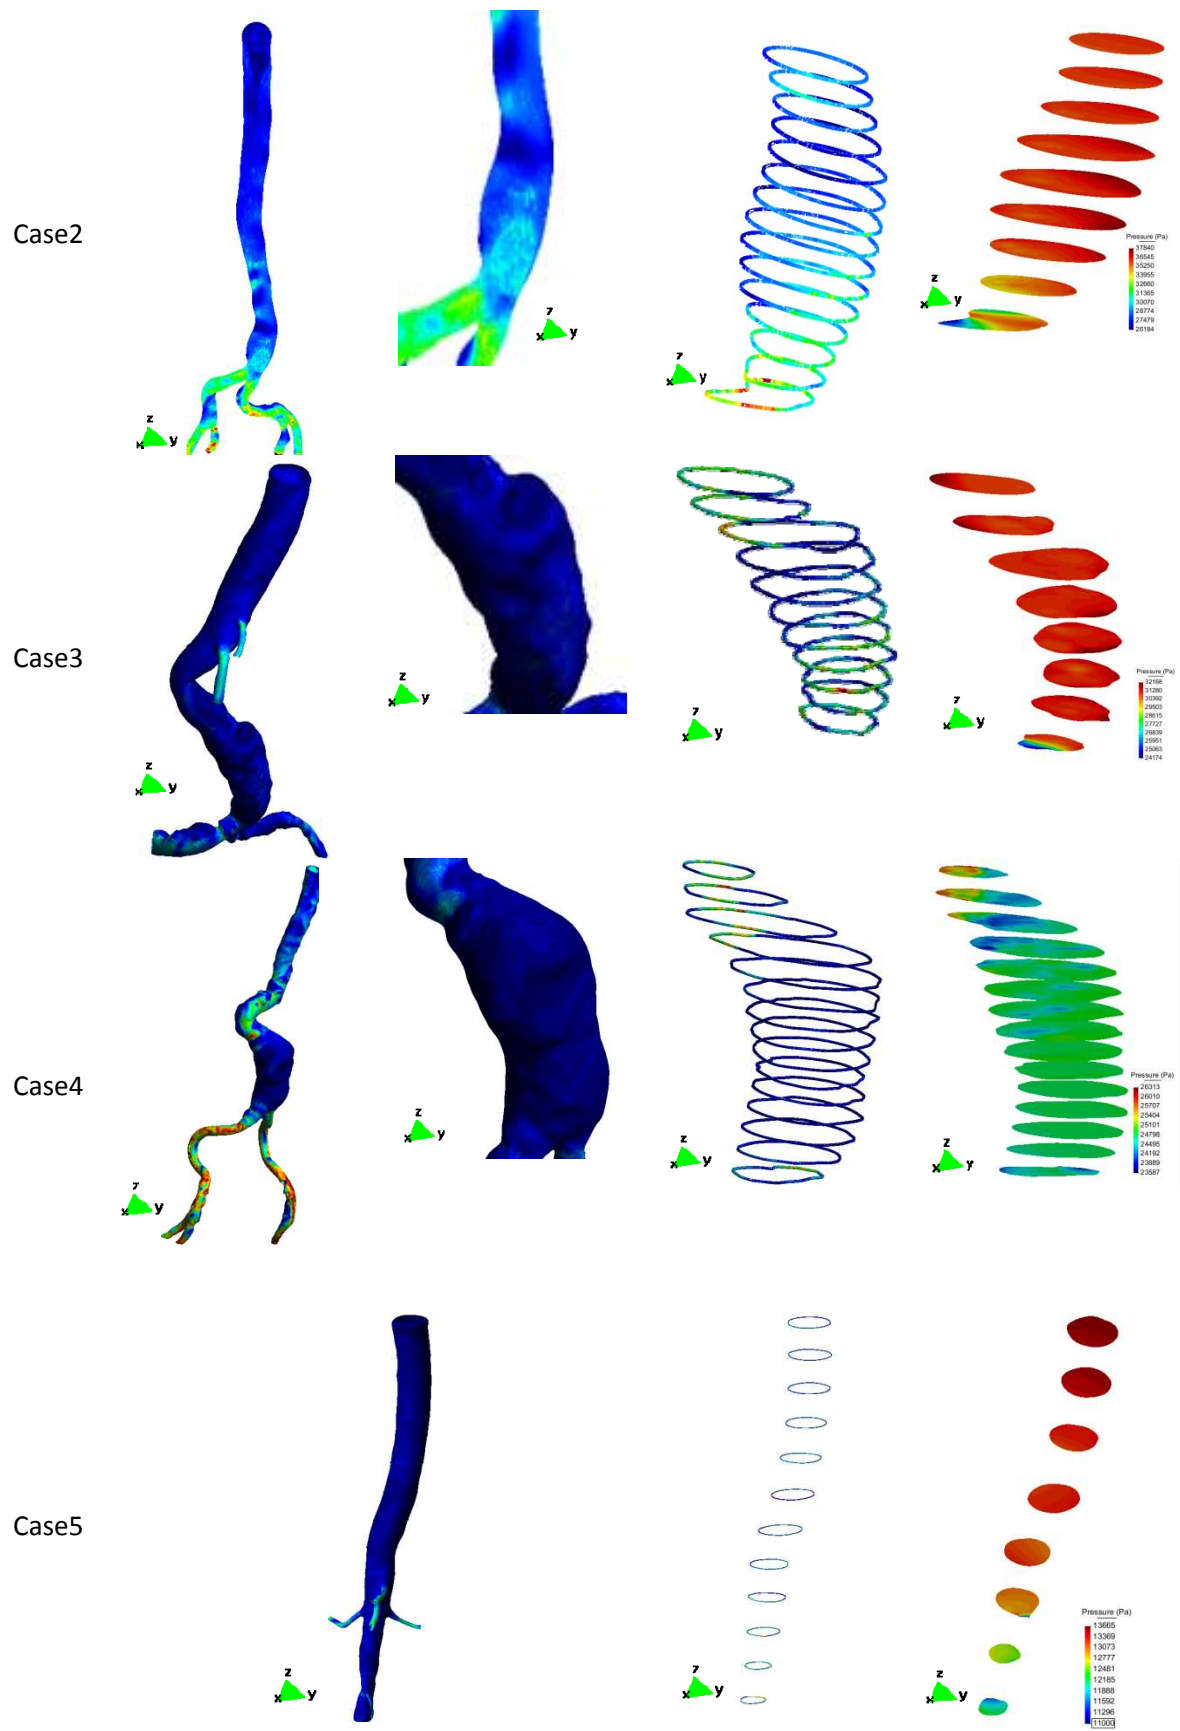 Case2
z
x
y
z
x
y
z
x
y
z
x
y
Pressure (Pa)
37840
36545
35250
33955
32660
31365
30070
28774
27479
26184
Case3
z
x
y
z
x
y
z
x
y
z
x
y
Pressure (Pa)
32168
31280
30392
29503
28615
27727
26839
25951
25063
24174
Case4
z
x
y
z
x
y
z
x
y
z
x
y
Pressure (Pa)
26313
26010
25707
25404
25101
24798
24495
24192
23889
23587
Case5
z
x
y
z
x
y
z
x
y
Pressure (Pa)
13665
13369
13073
12777
12481
12185
11888
11592
11296
11000